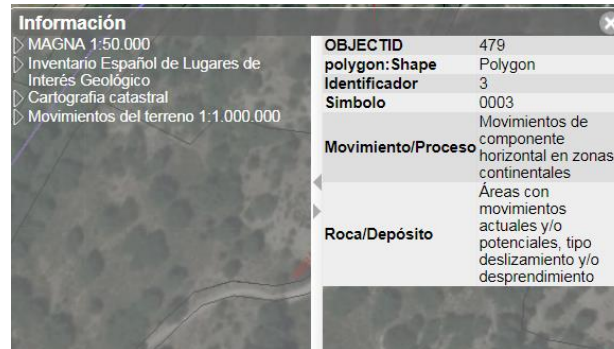 Información
▷ MAGNA 1:50.000
▷ Inventario Español de Lugares de
Interés Geológico
▷ Cartografia catastral
▷ Movimientos del terreno 1:1.000.000
OBJECTID 479
polygon:Shape Polygon
Identificador 3
Simbolo 0003
Movimiento/Proceso Movimientos de
componente
horizontal en zonas
continentales
Roca/Depósito Áreas con
movimientos
actuales y/o
potenciales, tipo
deslizamiento y/o
desprendimiento